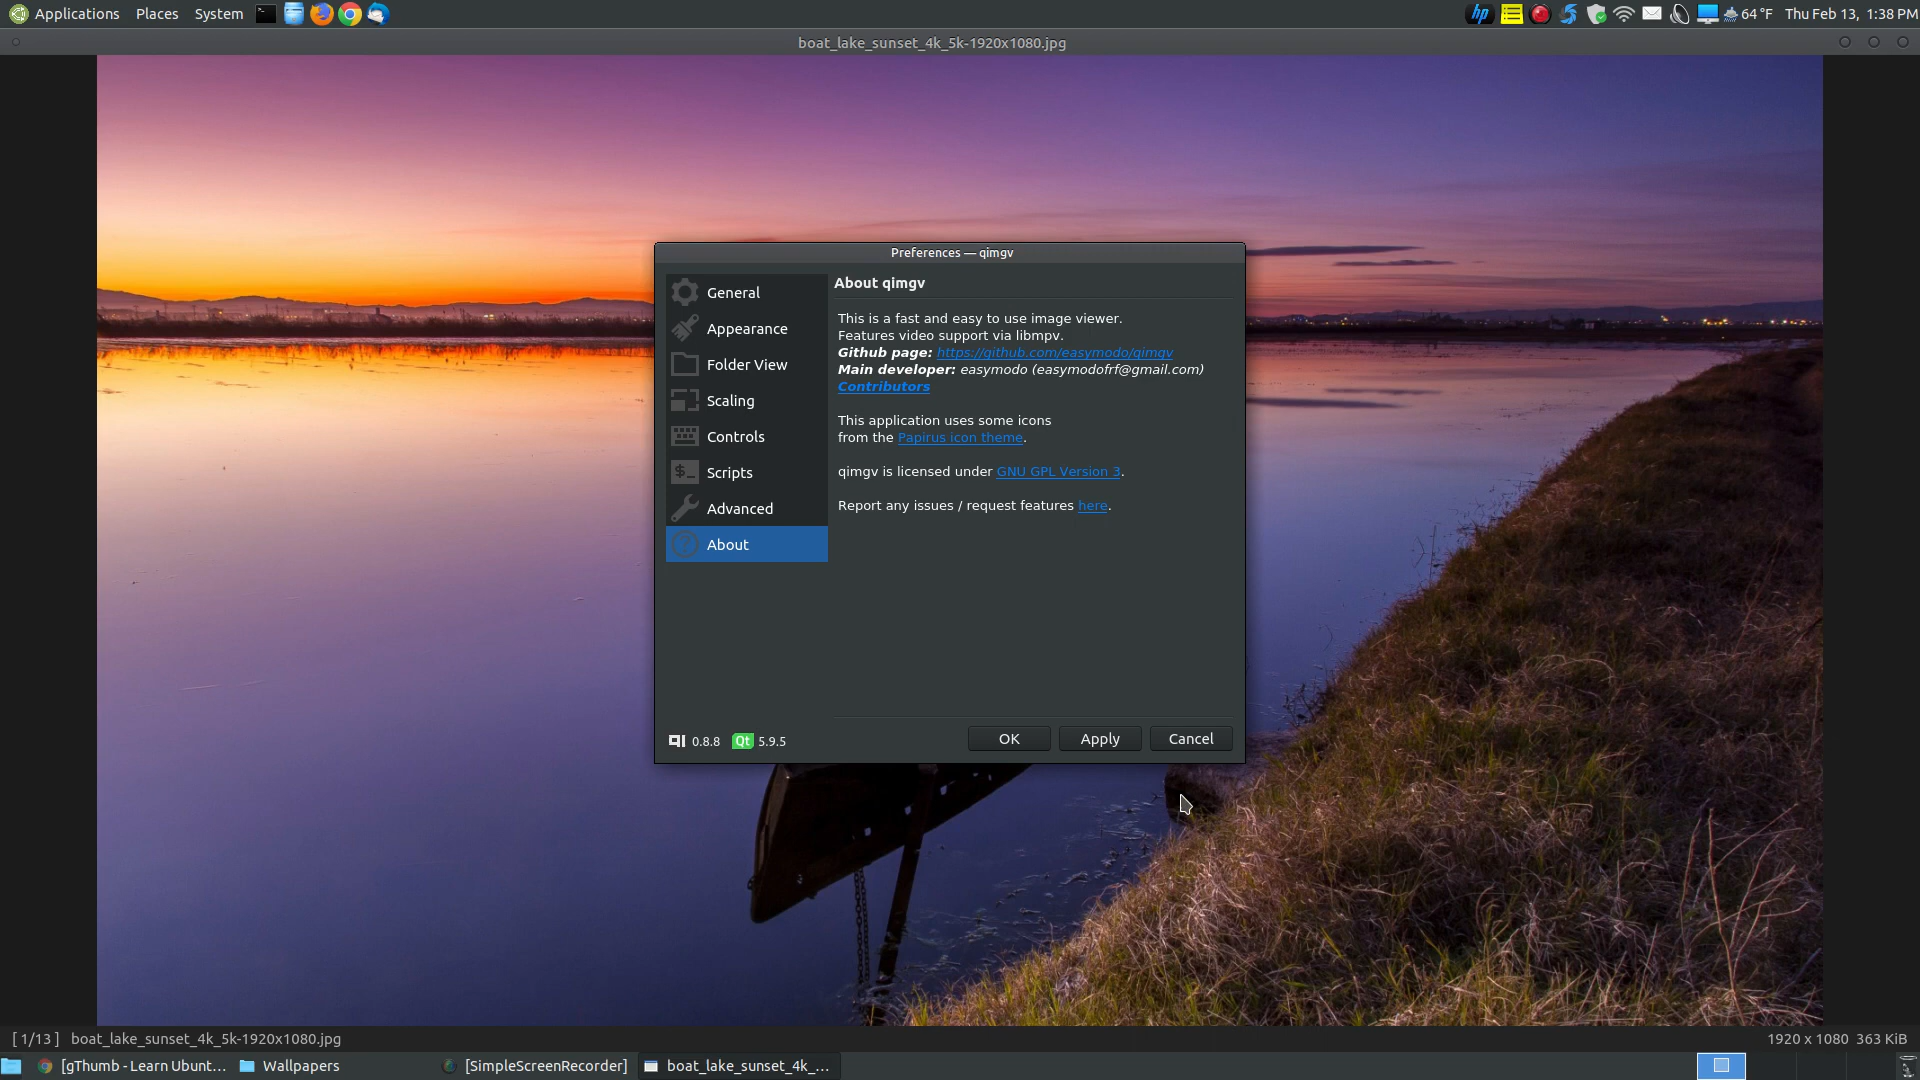 Applications Places System
hp
64 °F Thu Feb 13, 1:38 PM
boat_lake_sunset_4k_5k-1920x1080.jpg
Preferences — qimgv
General
Appearance
Folder View
Scaling
Controls
$_ Scripts
Advanced
? About
About qimgv
This is a fast and easy to use image viewer.
Features video support via libmpv.
Github page: https://github.com/easymodo/qimgv
Main developer: easymodo (easymodofrf@gmail.com)
Contributors
This application uses some icons
from the Papirus icon theme.
qimgv is licensed under GNU GPL Version 3.
Report any issues / request features here.
0.8.8 Qt 5.9.5
OK Apply Cancel
[ 1/13 ] boat_lake_sunset_4k_5k-1920x1080.jpg
1920 x 1080 363 KiB
[gThumb - Learn Ubunt... Wallpapers [SimpleScreenRecorder] boat_lake_sunset_4k_...